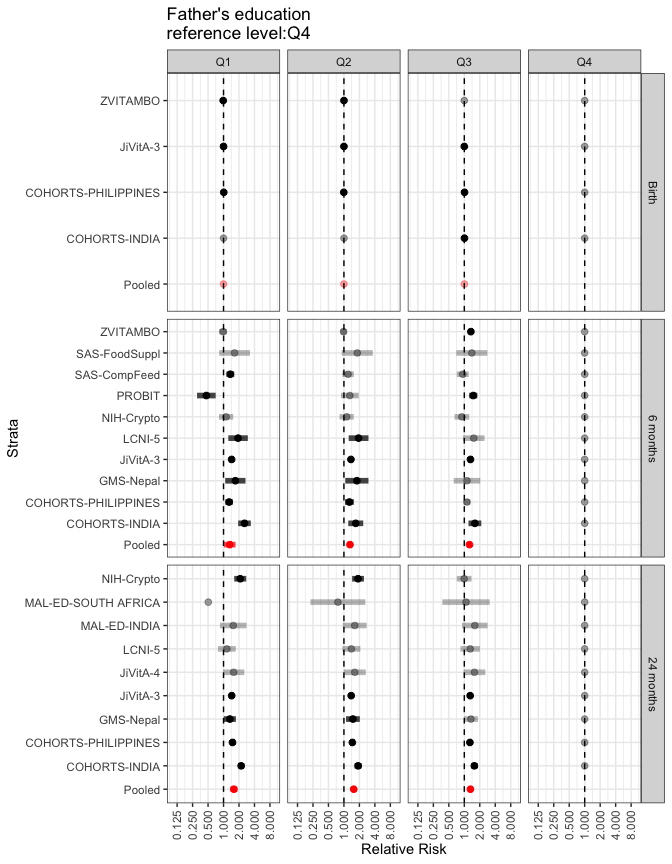 Father's education
reference level:Q4
Q1 Q2 Q3 Q4
ZVITAMBO
JiVitA-3
COHORTS-PHILIPPINES
COHORTS-INDIA
Pooled
Birth
ZVITAMBO
SAS-FoodSuppl
SAS-CompFeed
PROBIT
NIH-Crypto
LCNI-5
JiVitA-3
GMS-Nepal
COHORTS-PHILIPPINES
COHORTS-INDIA
Pooled
6 months
NIH-Crypto
MAL-ED-SOUTH AFRICA
MAL-ED-INDIA
LCNI-5
JiVitA-4
JiVitA-3
GMS-Nepal
COHORTS-PHILIPPINES
COHORTS-INDIA
Pooled
24 months
Strata
0.125 0.250 0.500 1.000 2.000 4.000 8.000 0.125 0.250 0.500 1.000 2.000 4.000 8.000 0.125 0.250 0.500 1.000 2.000 4.000 8.000 0.125 0.250 0.500 1.000 2.000 4.000 8.000
Relative Risk